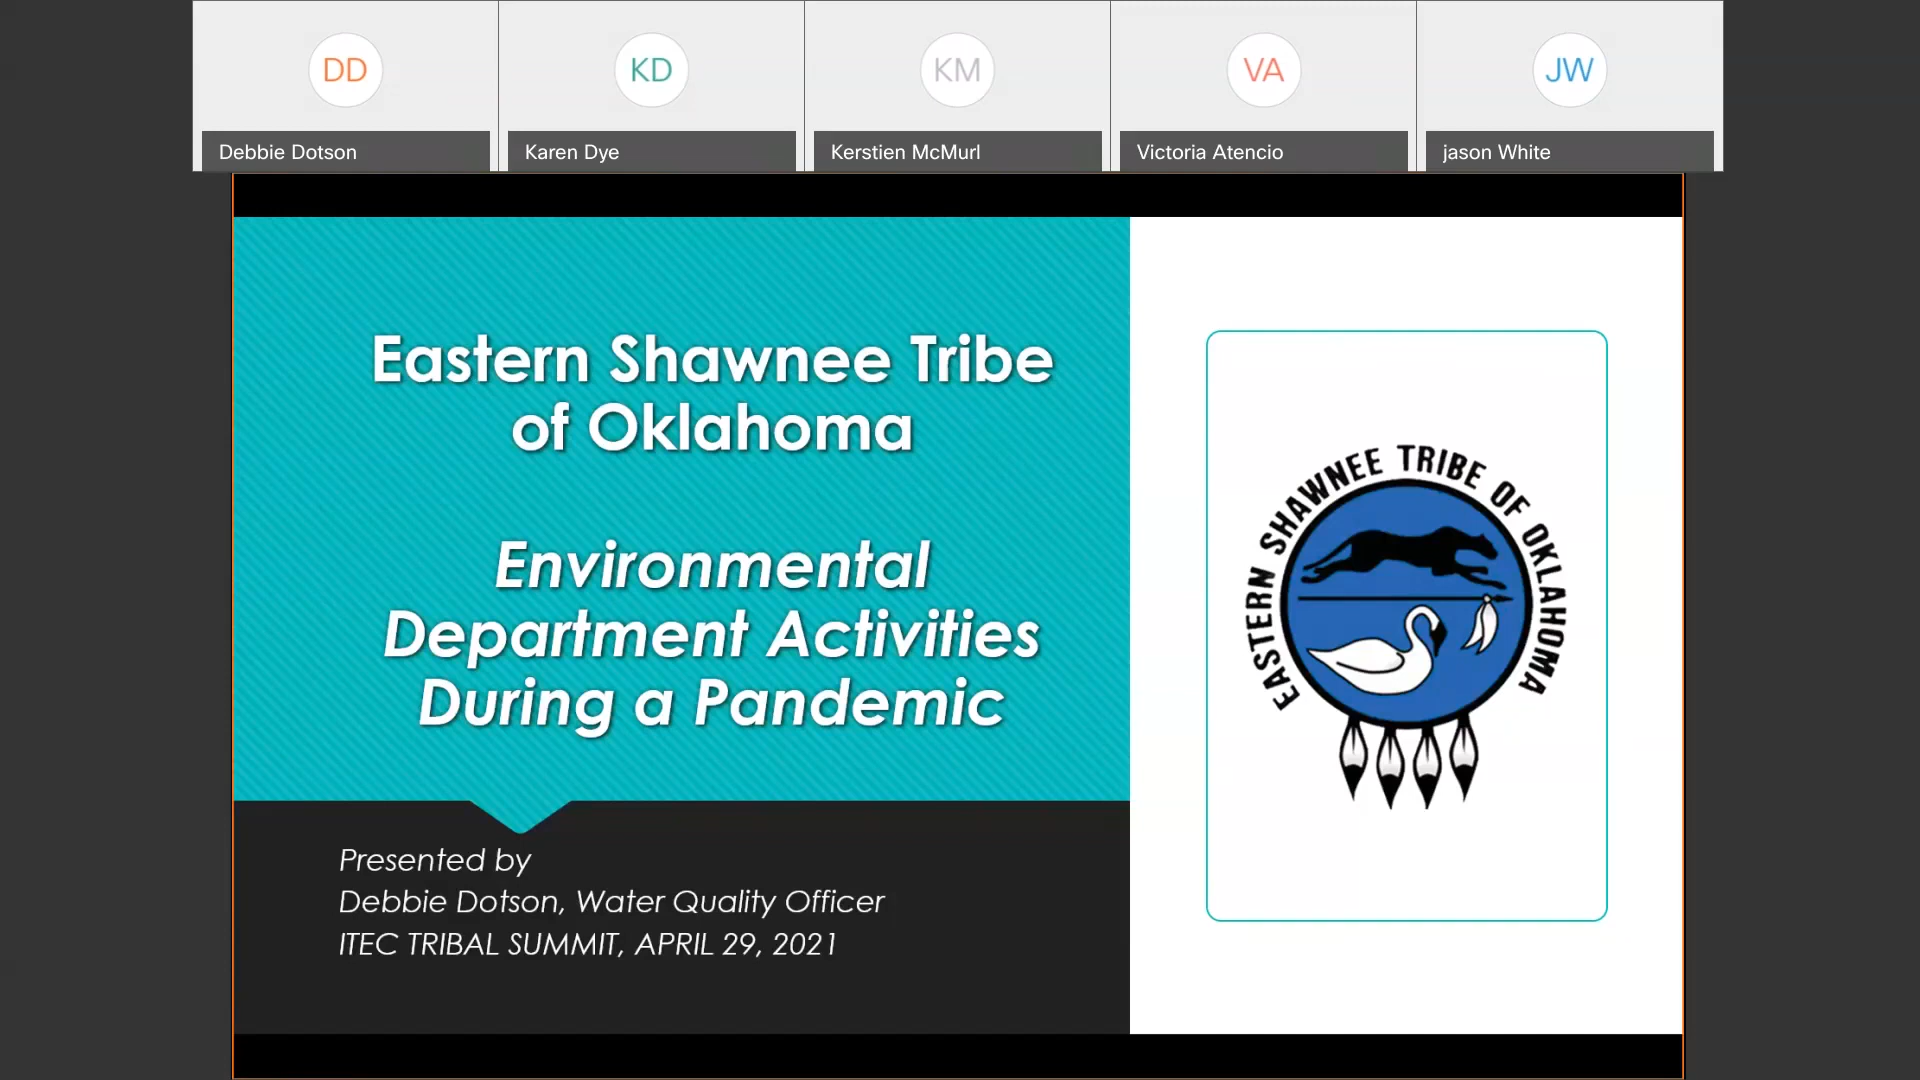 DD
KD
KM
VA
JW
Debbie Dotson
Karen Dye
Kerstien McMurl
Victoria Atencio
jason White
Eastern Shawnee Tribe
of Oklahoma
Environmental
Department Activities
During a Pandemic
Presented by
Debbie Dotson, Water Quality Officer
ITEC TRIBAL SUMMIT, APRIL 29, 2021
EASTERN SHAWNEE TRIBE OF OKLAHOMA